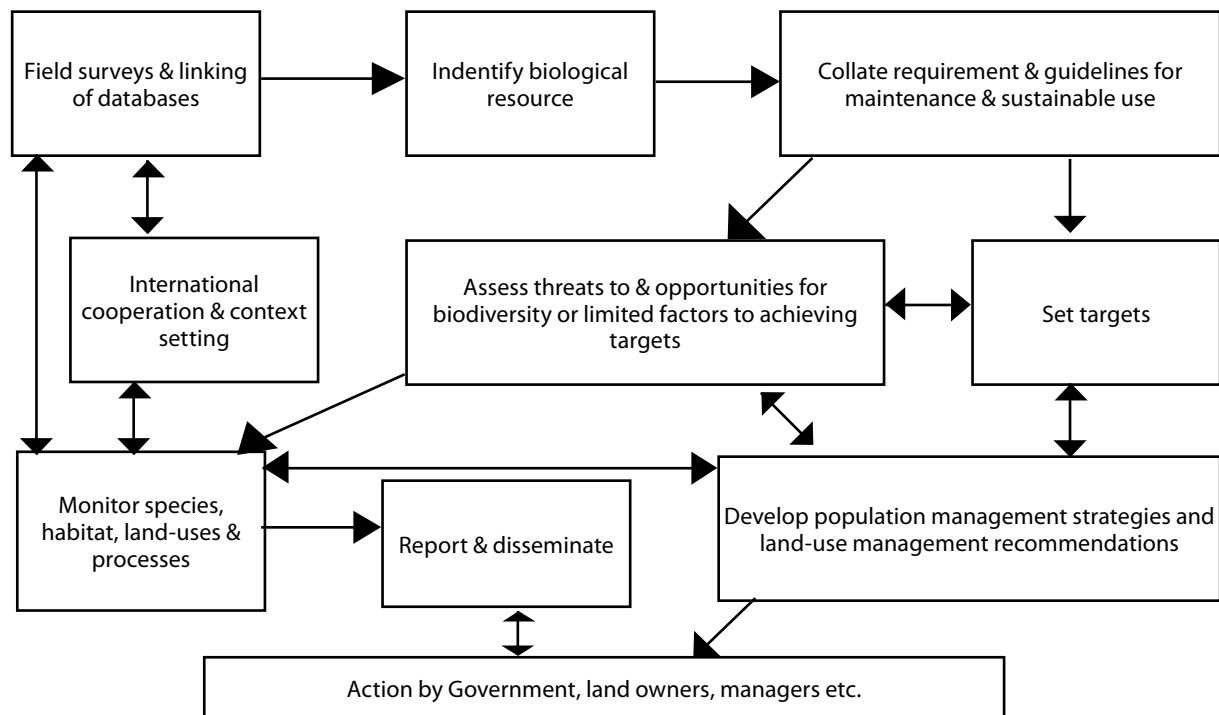 Field surveys & linking
of databases
Indentify biological
resource
Collate requirement & guidelines for
maintenance & sustainable use
International
cooperation & context
setting
Assess threats to & opportunities for
biodiversity or limited factors to achieving
targets
Set targets
Monitor species,
habitat, land-uses &
processes
Report & disseminate
Develop population management strategies and
land-use management recommendations
Action by Government, land owners, managers etc.